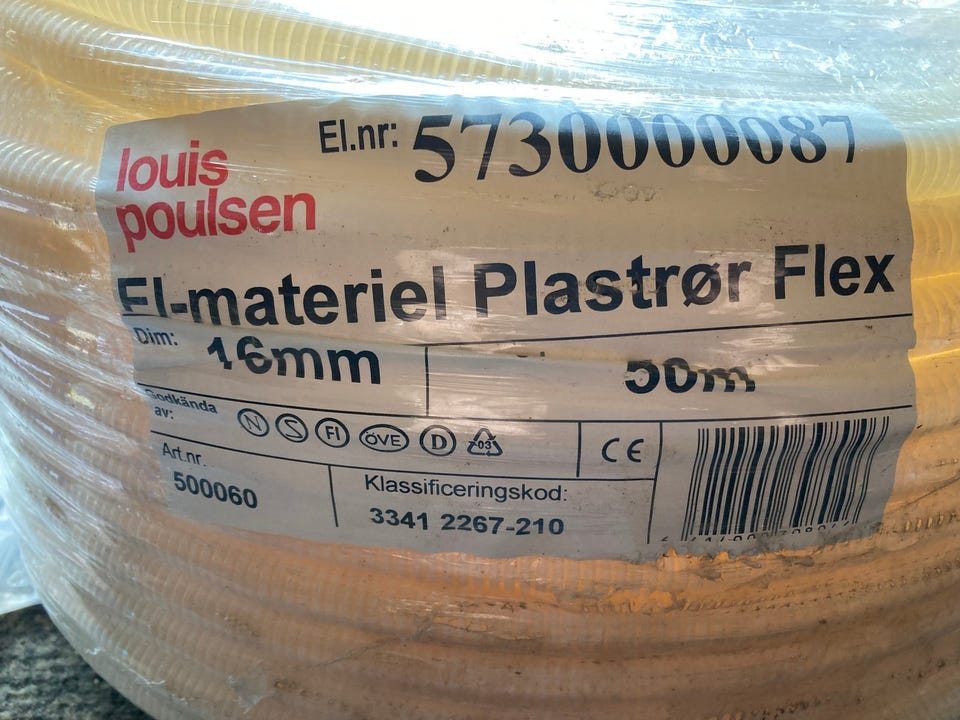 louis
poulsen
El.nr: 5730000087
El-materiel Plastrør Flex
Dim: 16mm
50m
Godkända
av:
N S FI ÖVE D 03
CE
Art.nr.
500060
Klassificeringskod:
3341 2267-210